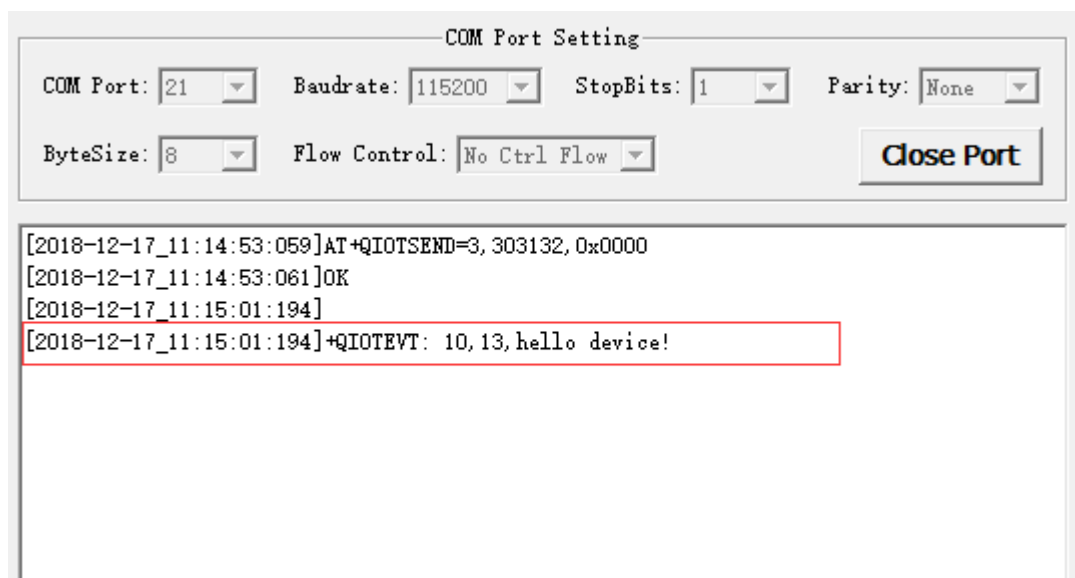 COM Port Setting
COM Port: 21 Baudrate: 115200 StopBits: 1 Parity: None
ByteSize: 8 Flow Control: No Ctrl Flow Close Port
[2018-12-17_11:14:53:059]AT+QIOTSEND=3,303132,0x0000
[2018-12-17_11:14:53:061]OK
[2018-12-17_11:15:01:194]
[2018-12-17_11:15:01:194]+QIOTEVT: 10,13,hello device!